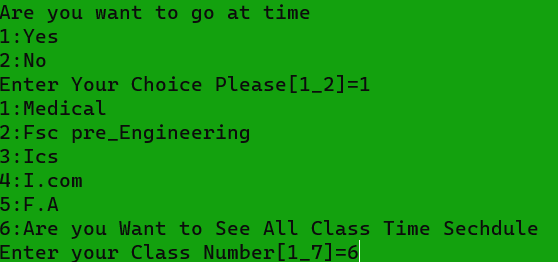 Are you want to go at time
1:Yes
2:No
Enter Your Choice Please[1_2]=1
1:Medical
2:Fsc pre_Engineering
3:Ics
4:I.com
5:F.A
6:Are you Want to See All Class Time Sechdule
Enter your Class Number[1_7]=6